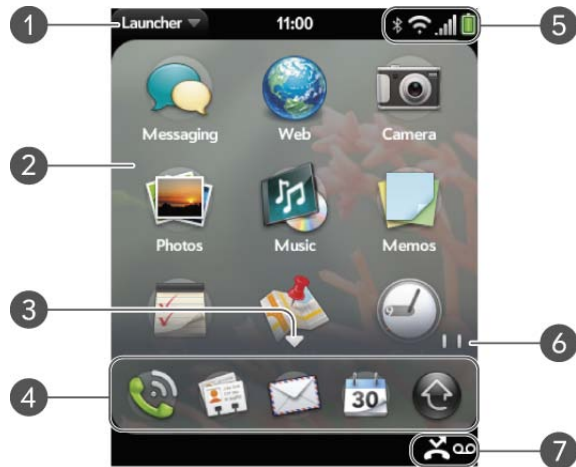 1
Launcher
11:00
5
Messaging
Web
Camera
2
Photos
Music
Memos
3
6
4
30
7